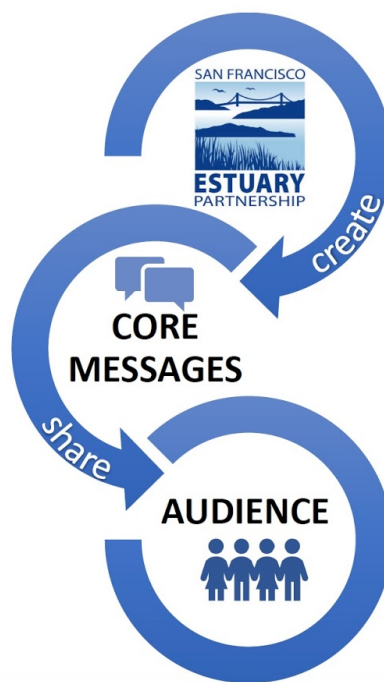 SAN FRANCISCO
ESTUARY
PARTNERSHIP
create
CORE
MESSAGES
share
AUDIENCE